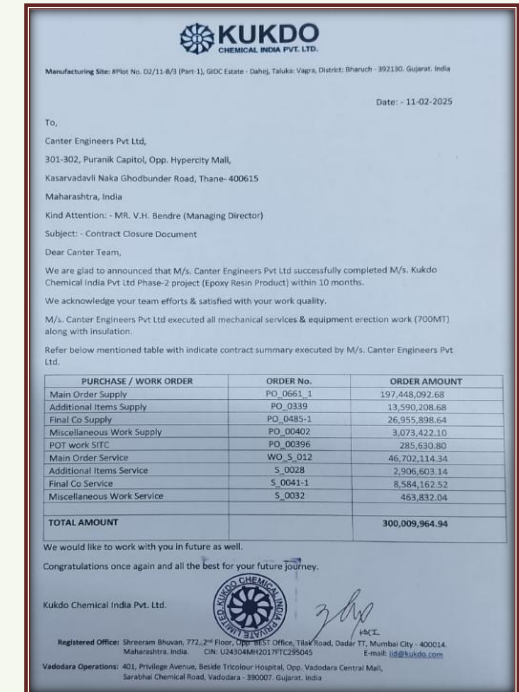 KUKDO
CHEMICAL INDIA PVT. LTD.
Manufacturing Site: #Plot No. D2/11-B/3 (Part-1), GIDC Estate - Dahej, Taluka: Vagra, District: Bharuch - 392130. Gujarat. India
Date: - 11-02-2025
To,
Canter Engineers Pvt Ltd,
301-302, Puranik Capitol, Opp. Hypercity Mall,
Kasarvadavli Naka Ghodbunder Road, Thane- 400615
Maharashtra, India
Kind Attention: - MR. V.H. Bendre (Managing Director)
Subject: - Contract Closure Document
Dear Canter Team,
We are glad to announced that M/s. Canter Engineers Pvt Ltd successfully completed M/s. Kukdo
Chemical India Pvt Ltd Phase-2 project (Epoxy Resin Product) within 10 months.
We acknowledge your team efforts & satisfied with your work quality.
M/s. Canter Engineers Pvt Ltd executed all mechanical services & equipment erection work (700MT)
along with insulation.
Refer below mentioned table with indicate contract summary executed by M/s. Canter Engineers Pvt
Ltd.
PURCHASE / WORK ORDER ORDER No. ORDER AMOUNT
Main Order Supply PO_0661_1 197,448,092.68
Additional Items Supply PO_0339 13,590,208.68
Final Co Supply PO_0485-1 26,955,898.64
Miscellaneous Work Supply PO_00402 3,073,422.10
POT work SITC PO_00396 285,630.80
Main Order Service WO_S_012 46,702,114.34
Additional Items Service S_0028 2,906,603.14
Final Co Service S_0041-1 8,584,162.52
Miscellaneous Work Service S_0032 463,832.04
TOTAL AMOUNT 300,009,964.94
We would like to work with you in future as well.
Congratulations once again and all the best for your future journey.
Kukdo Chemical India Pvt. Ltd.
KUKDO CHEMICAL INDIA PRIVATE LIMITED
Registered Office: Shreeram Bhuvan, 772, 2nd Floor, Opp. BEST Office, Tilak Road, Dadar TT, Mumbai City - 400014.
Maharashtra. India. CIN: U24304MH2017FTC295045 E-mail: iid@kukdo.com
Vadodara Operations: 401, Privilege Avenue, Beside Tricolour Hospital, Opp. Vadodara Central Mall,
Sarabhai Chemical Road, Vadodara - 390007. Gujarat. India